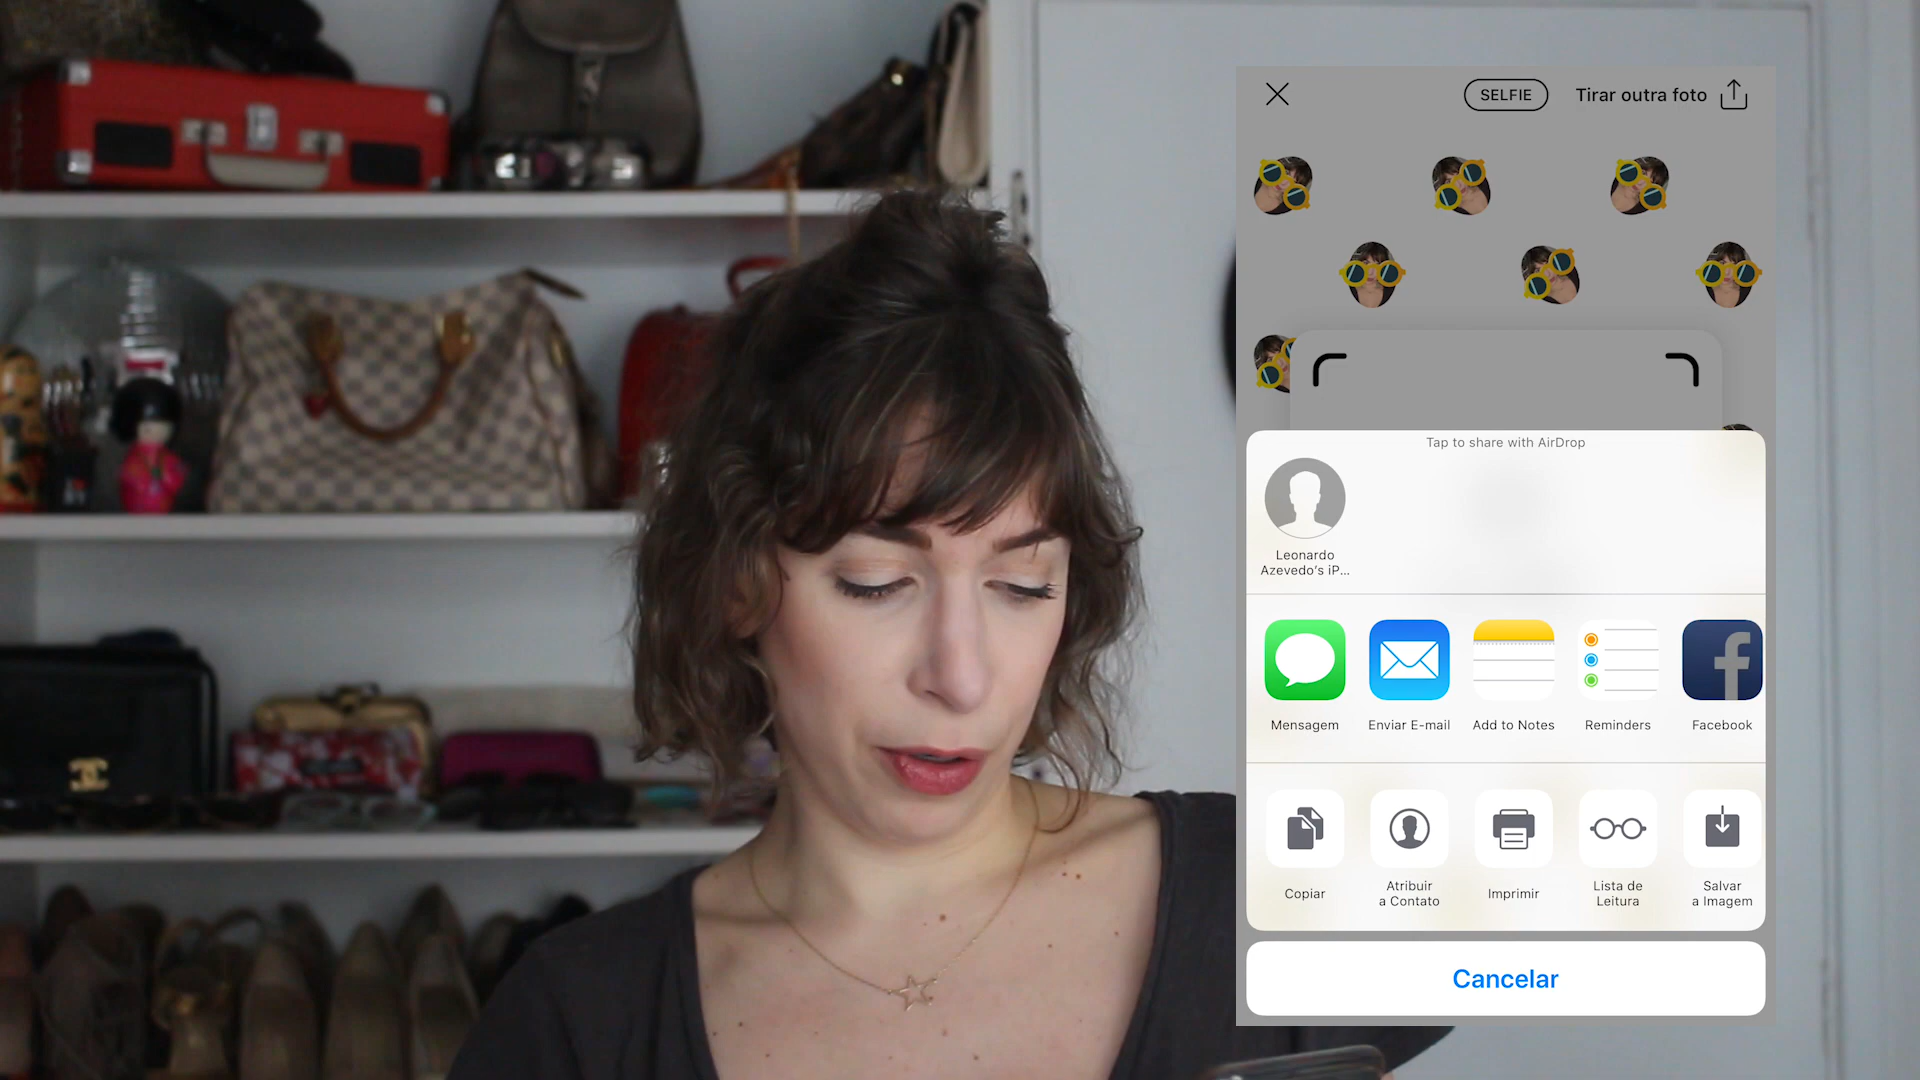 SELFIE
Tirar outra foto
Tap to share with AirDrop
Leonardo
Azevedo's iP...
Mensagem
Enviar E-mail
Add to Notes
Reminders
Facebook
Copiar
Atribuir
a Contato
Imprimir
Lista de
Leitura
Salvar
a Imagem
Cancelar